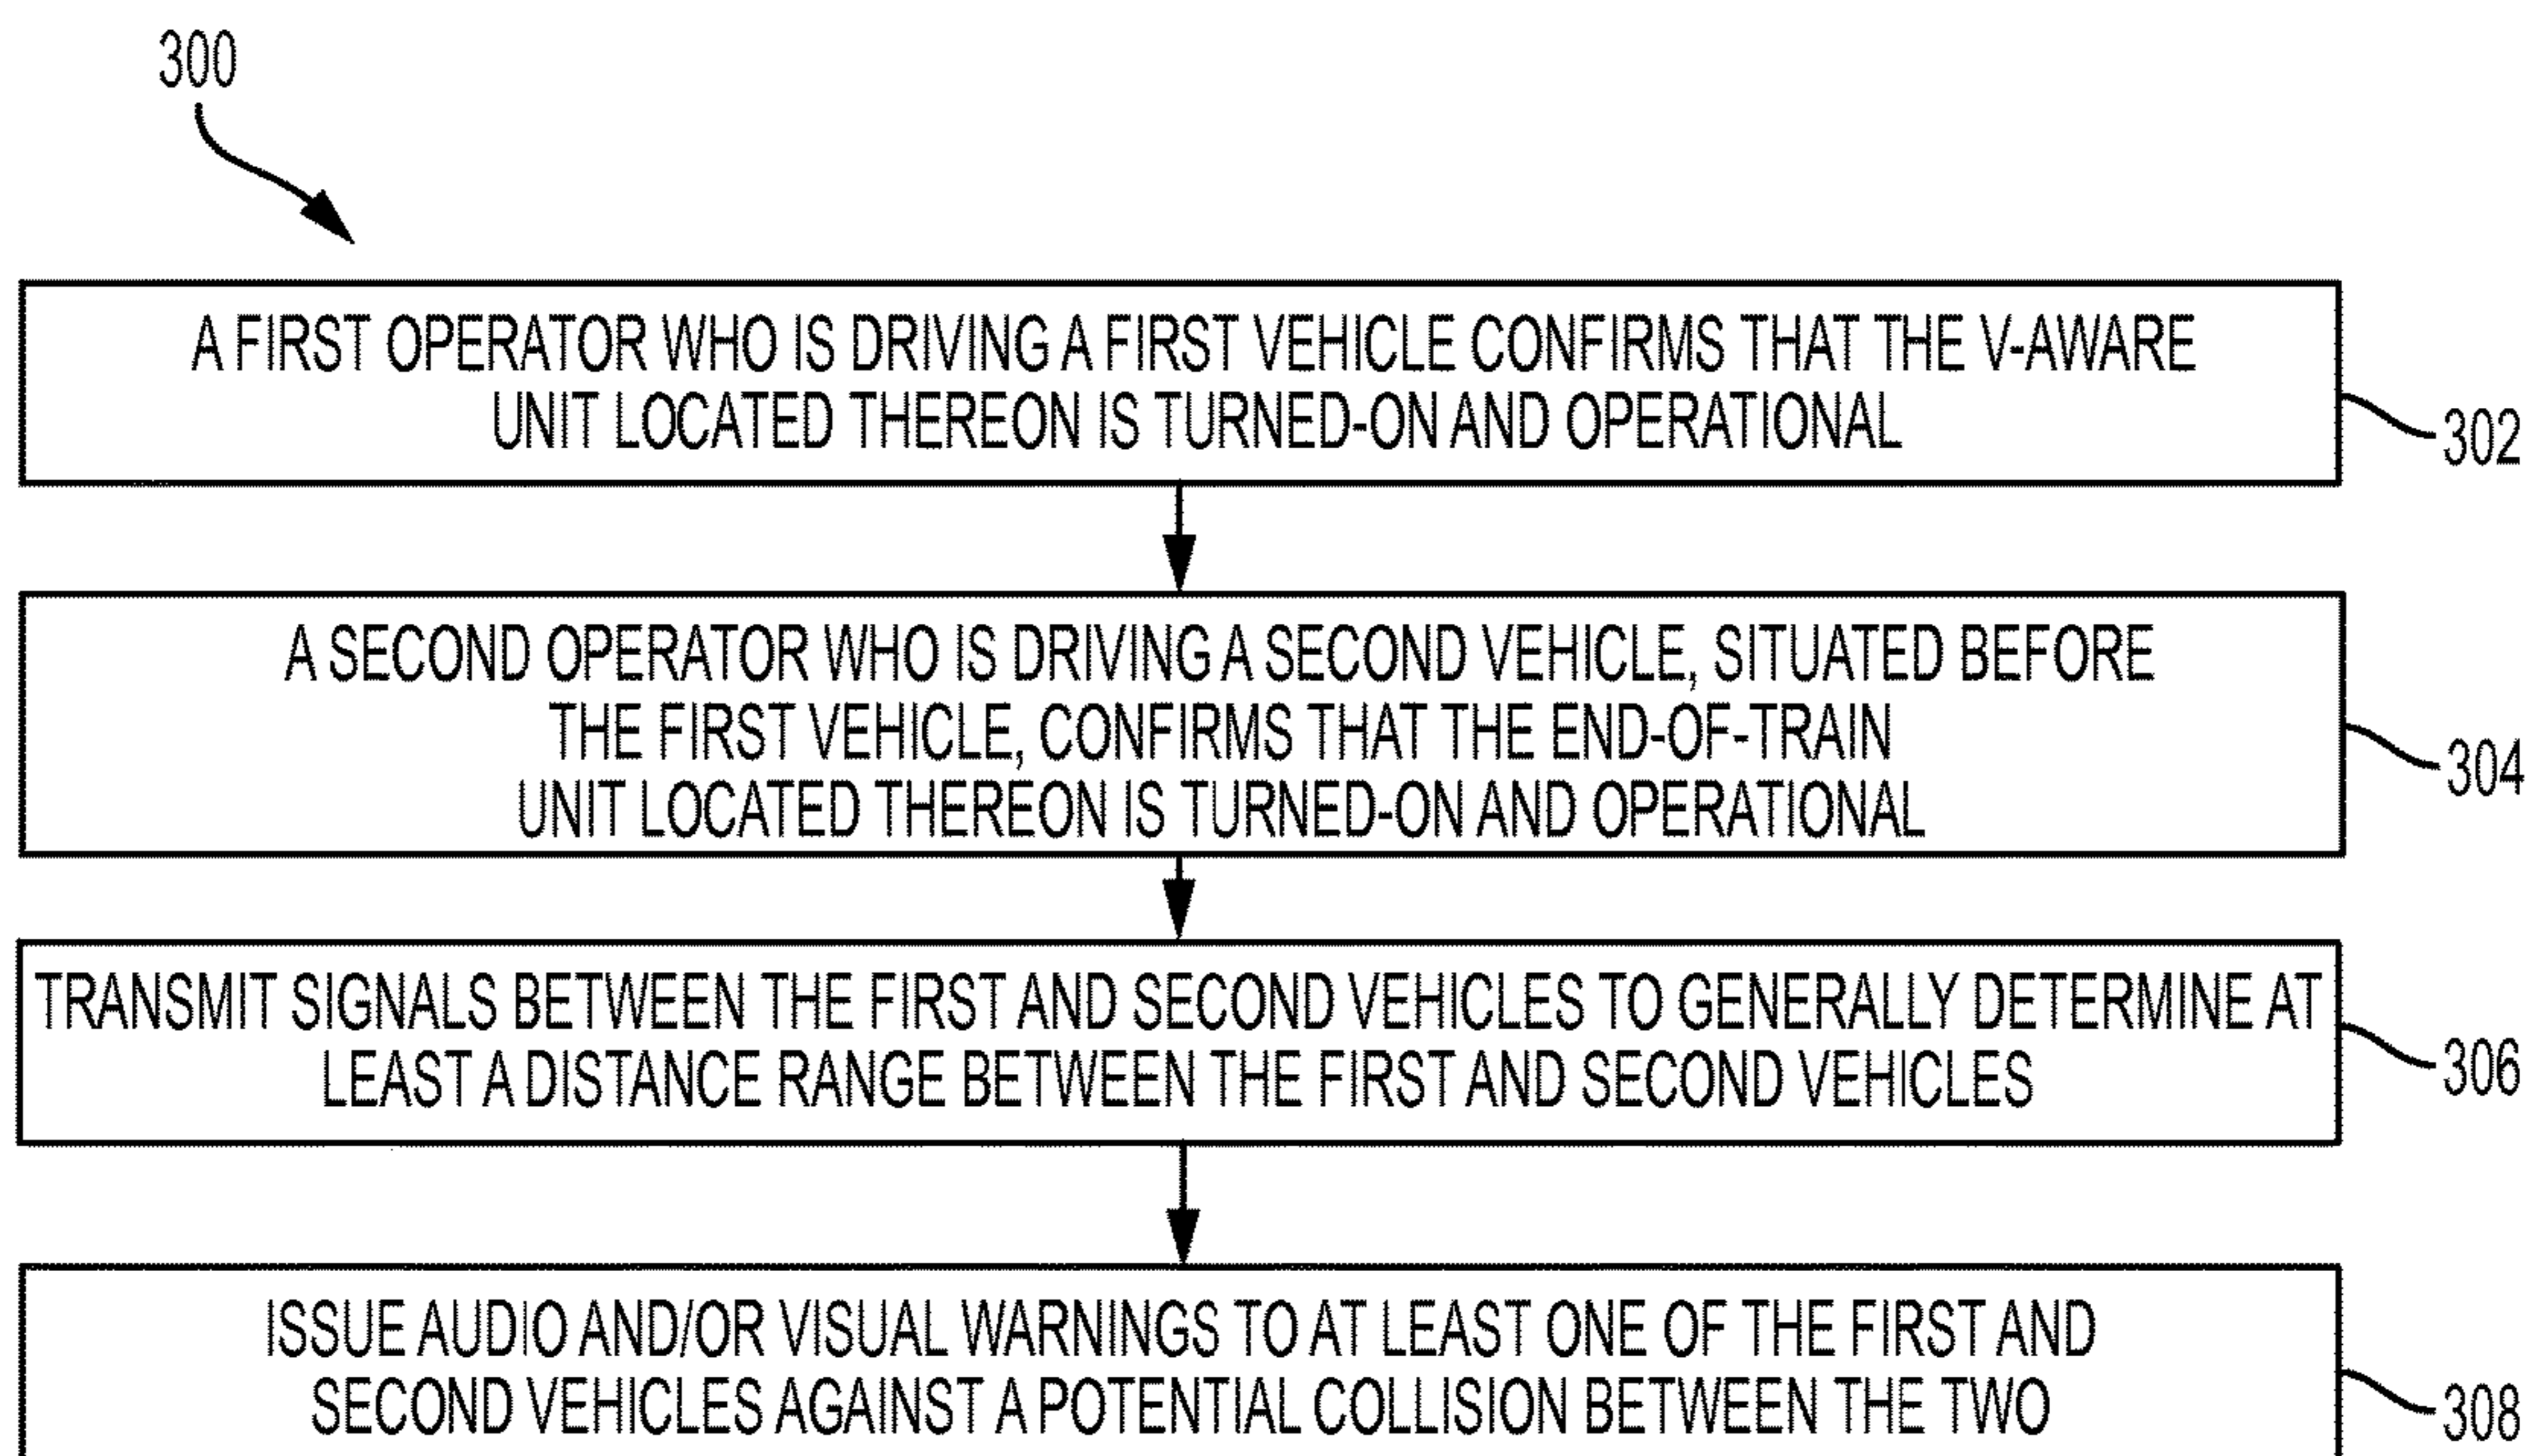 300
A FIRST OPERATOR WHO IS DRIVING A FIRST VEHICLE CONFIRMS THAT THE V-AWARE
UNIT LOCATED THEREON IS TURNED-ON AND OPERATIONAL
302
A SECOND OPERATOR WHO IS DRIVING A SECOND VEHICLE, SITUATED BEFORE
THE FIRST VEHICLE, CONFIRMS THAT THE END-OF-TRAIN
UNIT LOCATED THEREON IS TURNED-ON AND OPERATIONAL
304
TRANSMIT SIGNALS BETWEEN THE FIRST AND SECOND VEHICLES TO GENERALLY DETERMINE AT
LEAST A DISTANCE RANGE BETWEEN THE FIRST AND SECOND VEHICLES
306
ISSUE AUDIO AND/OR VISUAL WARNINGS TO AT LEAST ONE OF THE FIRST AND
SECOND VEHICLES AGAINST A POTENTIAL COLLISION BETWEEN THE TWO
308